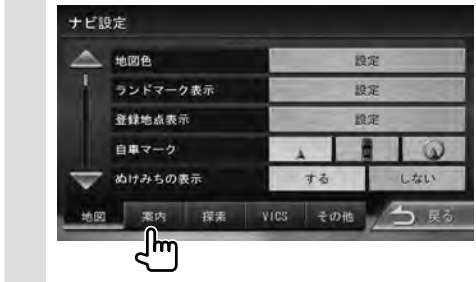 ナビ設定
地図色 設定
ランドマーク表示 設定
登録地点表示 設定
自車マーク
ぬけみちの表示 する しない
地図 案内 探索 VICS その他 戻る